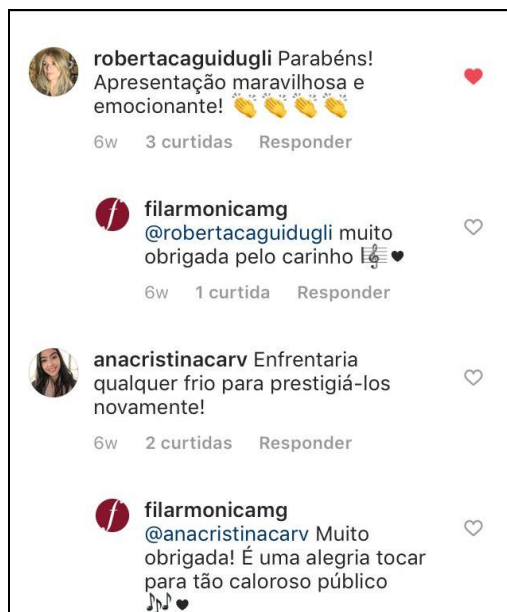 robertacaguidugli Parabéns!
Apresentação maravilhosa e
emocionante! 👏👏👏👏
6w 3 curtidas Responder
filarmonicamg
@robertacaguidugli muito
obrigada pelo carinho 🎼🖤
6w 1 curtida Responder
anacristinacarv Enfrentaria
qualquer frio para prestigiá-los
novamente!
6w 2 curtidas Responder
filarmonicamg
@anacristinacarv Muito
obrigada! É uma alegria tocar
para tão caloroso público
🎶🖤